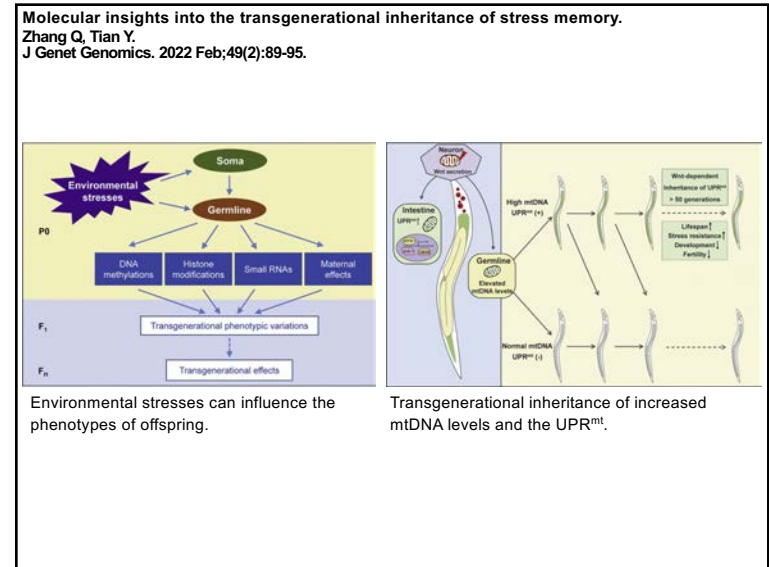 Molecular insights into the transgenerational inheritance of stress memory.
Zhang Q, Tian Y.
J Genet Genomics. 2022 Feb;49(2):89-95.
Environmental
stresses
Soma
Germline
P0
DNA
methylations
Histone
modifications
Small RNAs
Maternal
effects
F1
Transgenerational phenotypic variations
Fn
Transgenerational effects
Neuron
Wnt secretion
Intestine
UPRmt↑
Germline
Elevated
mtDNA levels
High mtDNA
UPRmt (+)
Wnt-dependent
Inheritance of UPRmt
> 50 generations
Lifespan↑
Stress resistance↑
Development↓
Fertility↓
Normal mtDNA
UPRmt (-)
Environmental stresses can influence the
phenotypes of offspring.
Transgenerational inheritance of increased
mtDNA levels and the UPRmt.